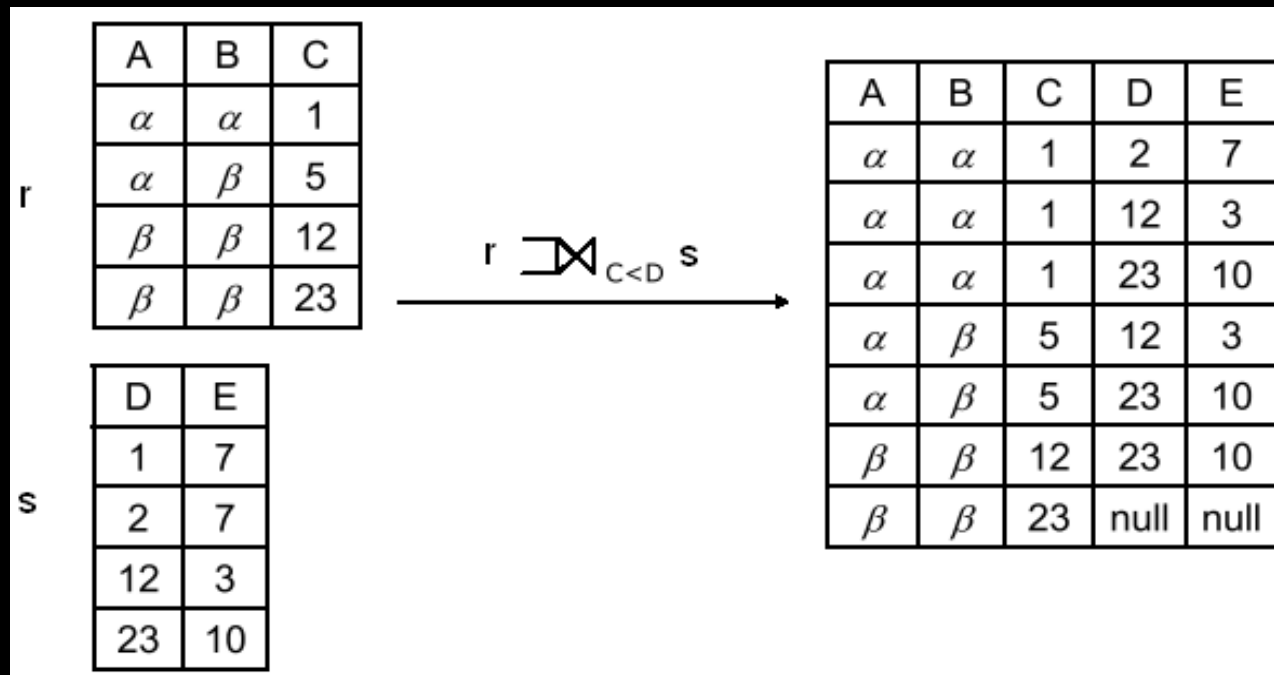 r
A B C
α α 1
α β 5
β β 12
β β 23
s
D E
1 7
2 7
12 3
23 10
r ⟕ C<D s
A B C D E
α α 1 2 7
α α 1 12 3
α α 1 23 10
α β 5 12 3
α β 5 23 10
β β 12 23 10
β β 23 null null